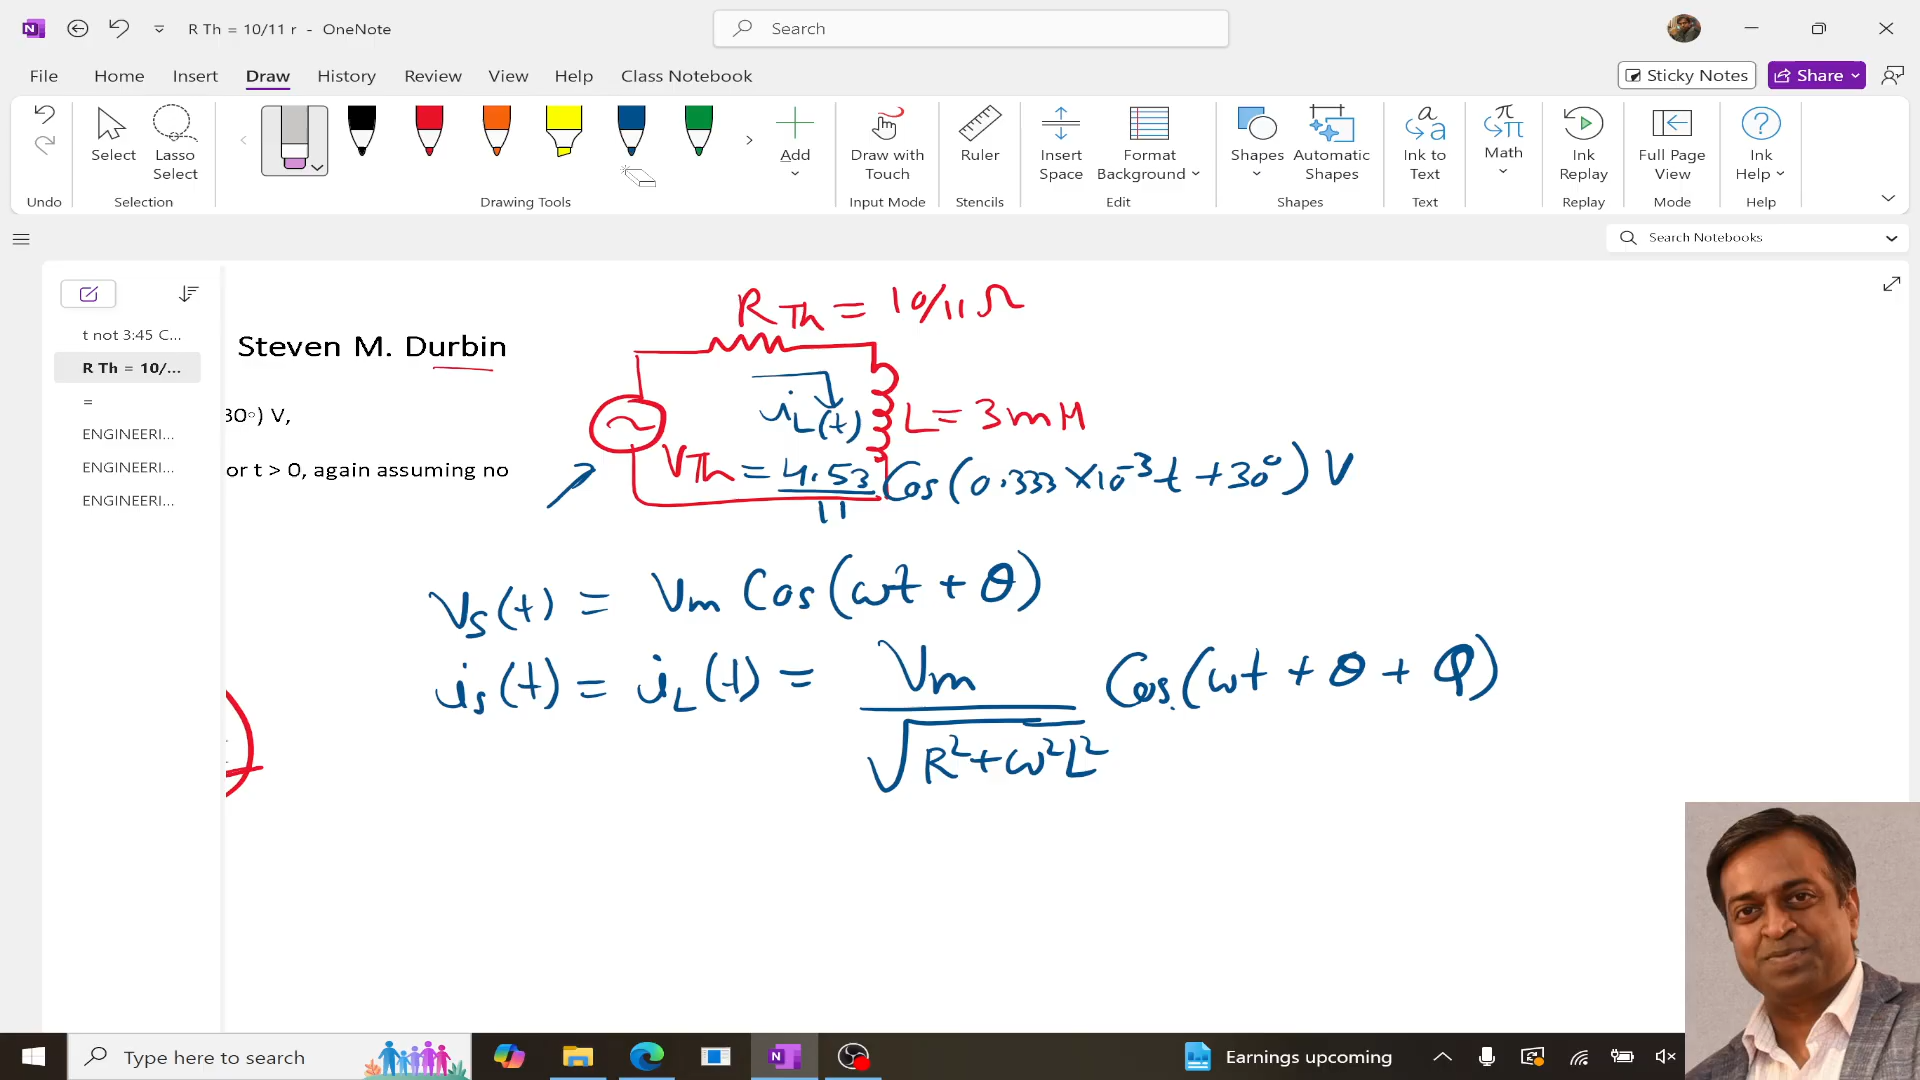 R Th = 10/11 r - OneNote
Search
File Home Insert Draw History Review View Help Class Notebook
Sticky Notes Share
Select
Lasso Select
Add
Draw with Touch
Ruler
Insert Space
Format Background
Shapes
Automatic Shapes
Ink to Text
Math
Ink Replay
Full Page View
Ink Help
Undo Selection Drawing Tools Input Mode Stencils Edit Shapes Text Replay Mode Help
Search Notebooks
t not 3:45 C...
R Th = 10/...
=
ENGINEERI...
ENGINEERI...
ENGINEERI...
Steven M. Durbin
30◦) V,
or t > 0, again assuming no
R Th = 10/11 Ω
i L(t)
L = 3mH
V Th = 4.53/11 Cos(0.333 × 10⁻³t + 30°) V
Vs(t) = Vm Cos(ωt + θ)
is(t) = iL(t) = Vm/√(R² + ω²L²) Cos(ωt + θ + φ)
Type here to search
Earnings upcoming